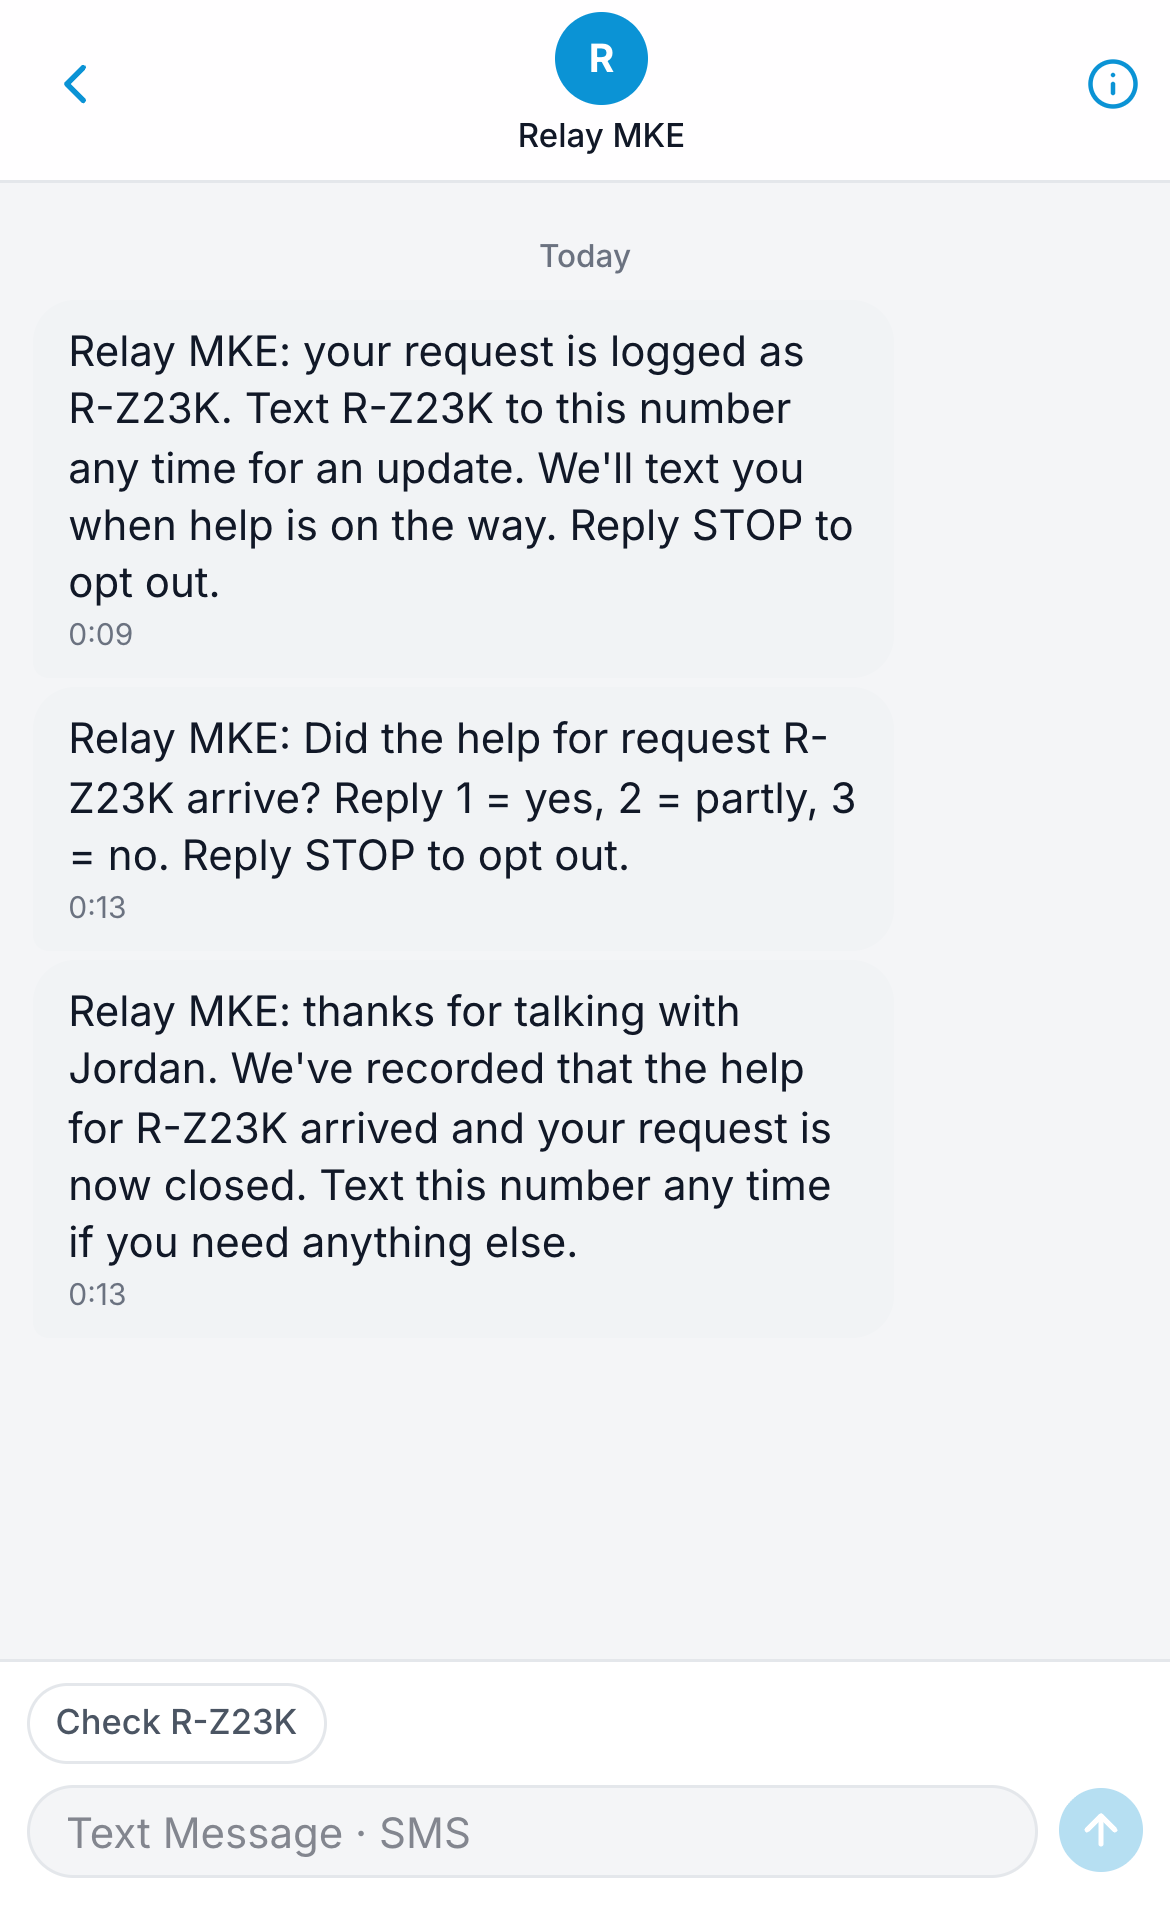 R
Relay MKE
Today
Relay MKE: your request is logged as
R-Z23K. Text R-Z23K to this number
any time for an update. We'll text you
when help is on the way. Reply STOP to
opt out.
0:09
Relay MKE: Did the help for request R-
Z23K arrive? Reply 1 = yes, 2 = partly, 3
= no. Reply STOP to opt out.
0:13
Relay MKE: thanks for talking with
Jordan. We've recorded that the help
for R-Z23K arrived and your request is
now closed. Text this number any time
if you need anything else.
0:13
Check R-Z23K
Text Message · SMS